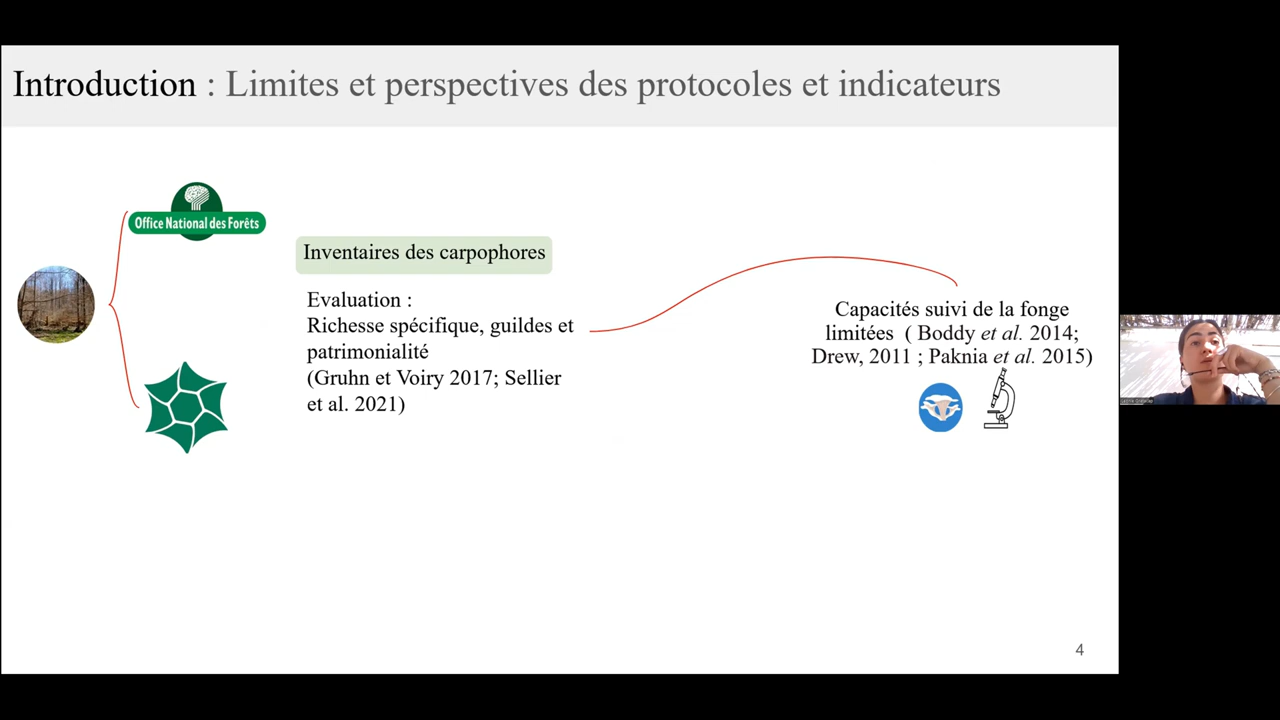 Introduction : Limites et perspectives des protocoles et indicateurs
Office National des Forêts
Inventaires des carpophores
Evaluation :
Richesse spécifique, guildes et
patrimonialité
(Gruhn et Voiry 2017; Sellier
et al. 2021)
Capacités suivi de la fonge
limitées ( Boddy et al. 2014;
Drew, 2011 ; Paknia et al. 2015)
4